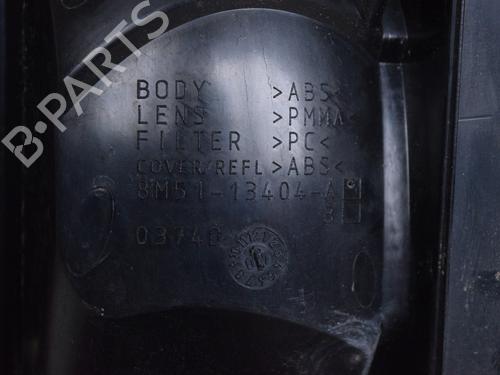 B-PARTS
BODY >ABS<
LENS >PMMA<
FILTER >PC<
COVER/REFL >ABS<
8M51-13404-A
B
03740